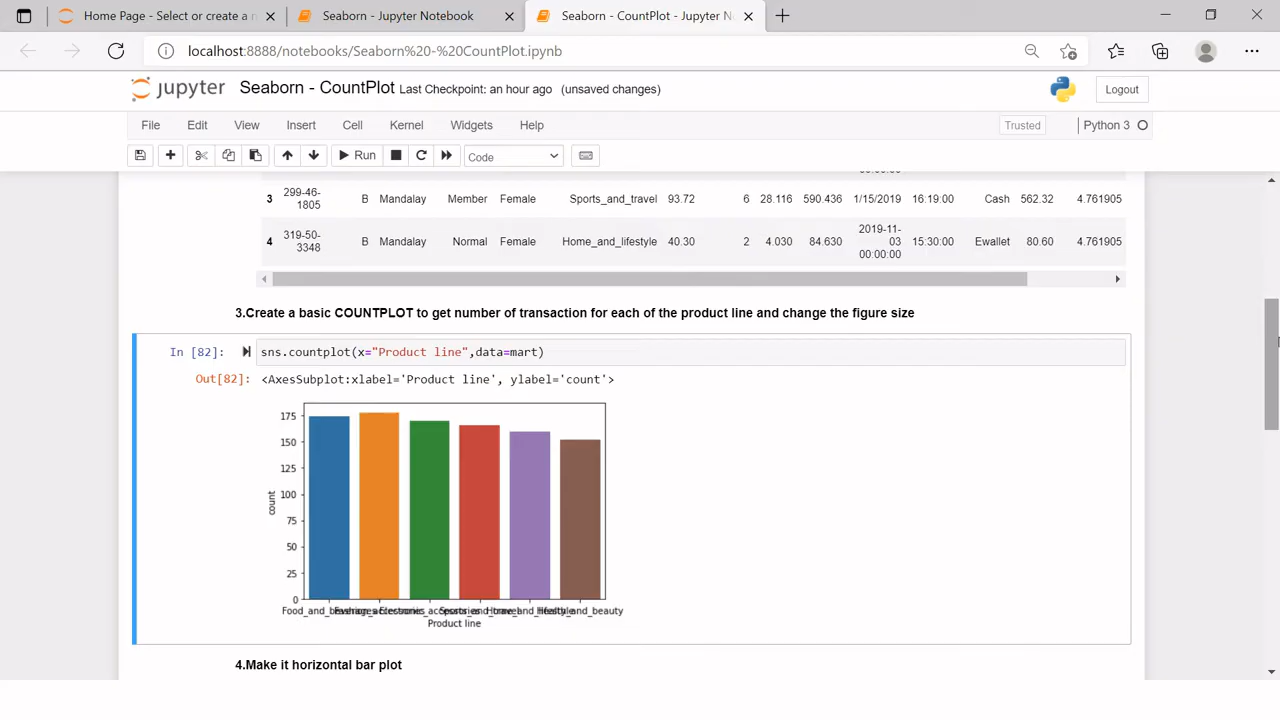 Home Page - Select or create a n
Seaborn - Jupyter Notebook
Seaborn - CountPlot - Jupyter N
localhost:8888/notebooks/Seaborn%20-%20CountPlot.ipynb
jupyter Seaborn - CountPlot Last Checkpoint: an hour ago (unsaved changes)
Logout
File Edit View Insert Cell Kernel Widgets Help
Trusted
Python 3
Run
Code
3 299-46-1805 B Mandalay Member Female Sports_and_travel 93.72 6 28.116 590.436 1/15/2019 16:19:00 Cash 562.32 4.761905
4 319-50-3348 B Mandalay Normal Female Home_and_lifestyle 40.30 2 4.030 84.630 2019-11-03 00:00:00 15:30:00 Ewallet 80.60 4.761905
3.Create a basic COUNTPLOT to get number of transaction for each of the product line and change the figure size
In [82]: sns.countplot(x="Product line",data=mart)
Out[82]: <AxesSubplot:xlabel='Product line', ylabel='count'>
175
150
125
100
75
50
25
0
count
Product line
4.Make it horizontal bar plot